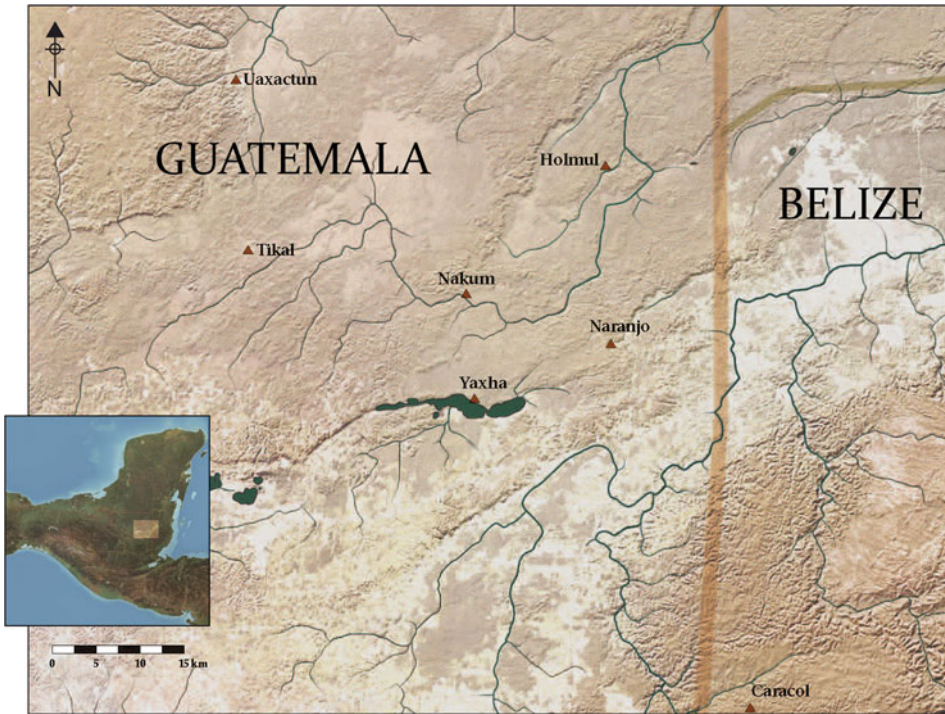 N
Uaxactun
GUATEMALA
Holmul
BELIZE
Tikal
Nakum
Naranjo
Yaxha
0 5 10 15 km
Caracol